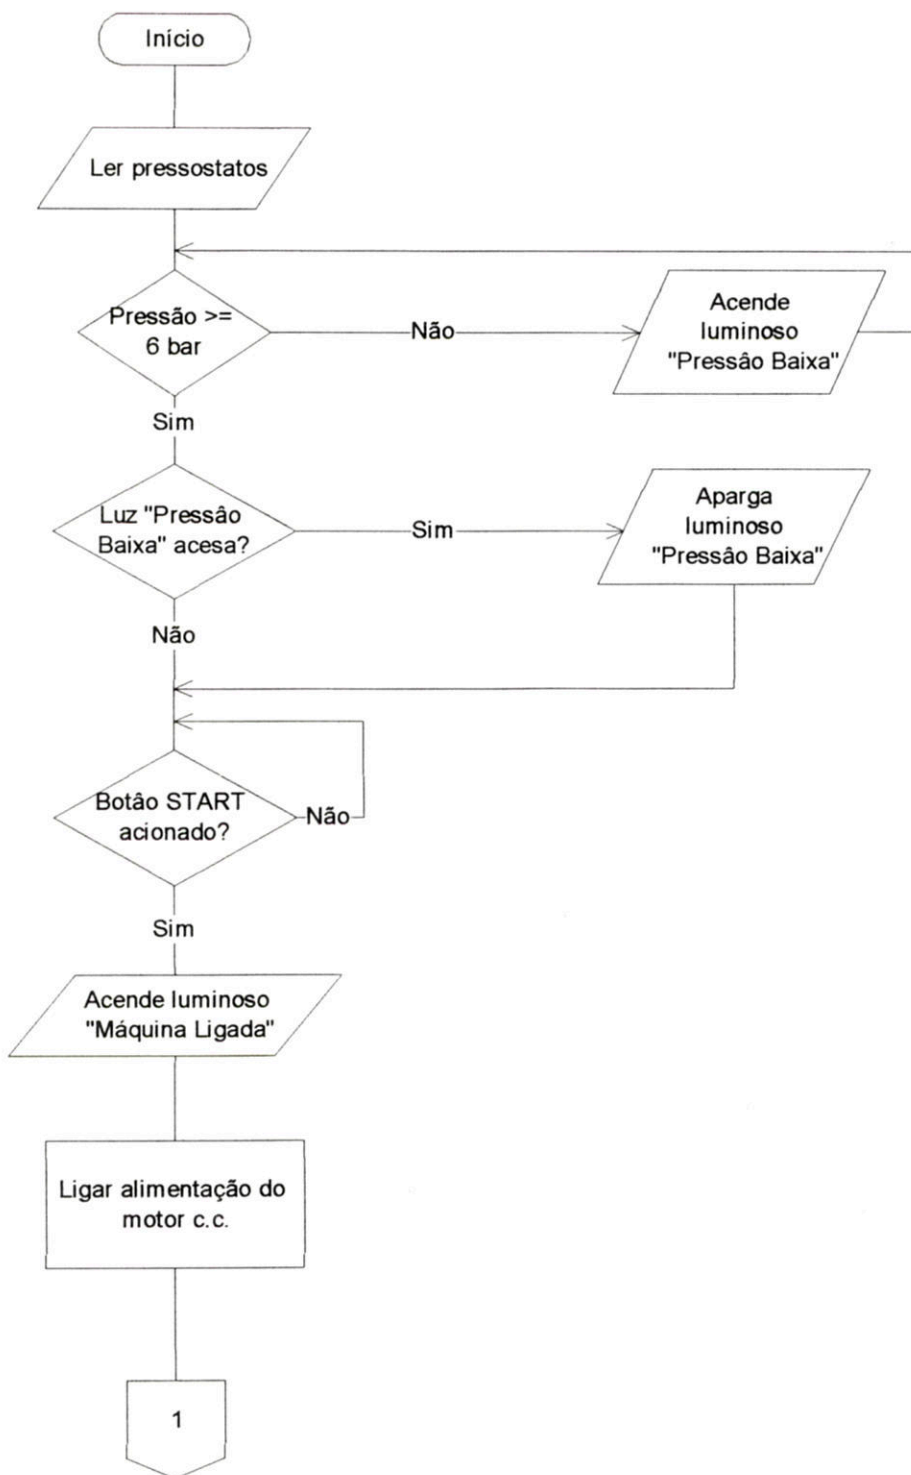 Início
Ler pressostatos
Pressão >=
6 bar
Não
Acende
luminoso
"Pressâo Baixa"
Sim
Luz "Pressâo
Baixa" acesa?
Sim
Aparga
luminoso
"Pressâo Baixa"
Não
Botâo START
acionado?
Não
Sim
Acende luminoso
"Máquina Ligada"
Ligar alimentação do
motor c.c.
1